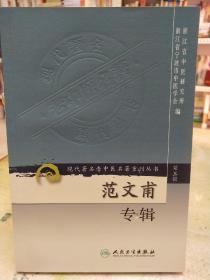 浙江省中医研究所
浙江省宁波市中医学会 编
现代著名老中医名著重刊丛书
第五辑
范文甫
专辑
人民卫生出版社